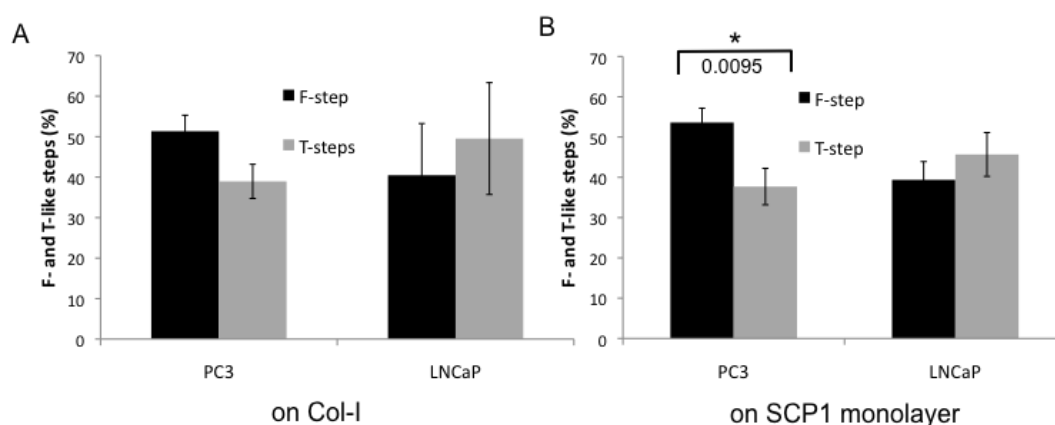 A
F- and T-like steps (%)
70
60
50
40
30
20
10
0
F-step
T-steps
PC3
LNCaP
on Col-I
B
*
0.0095
F- and T-like steps (%)
70
60
50
40
30
20
10
0
F-step
T-step
PC3
LNCaP
on SCP1 monolayer